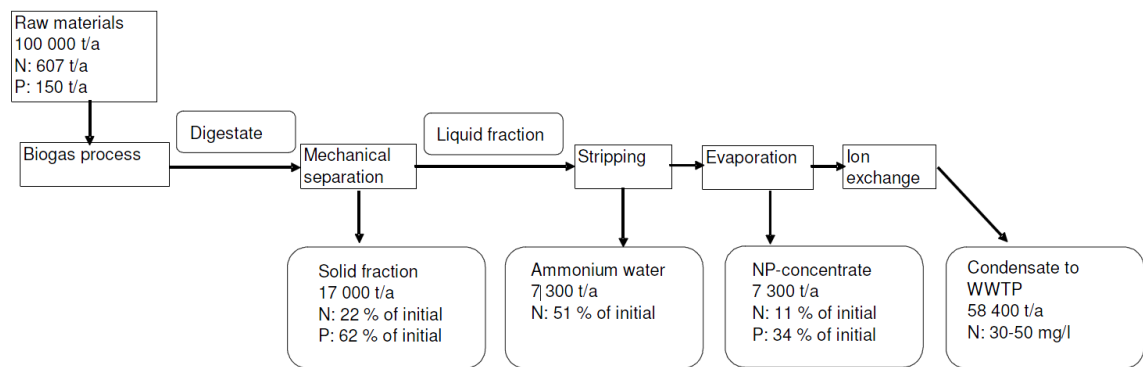 Raw materials
100 000 t/a
N: 607 t/a
P: 150 t/a
Digestate
Liquid fraction
Biogas process
Mechanical
separation
Stripping
Evaporation
Ion
exchange
Solid fraction
17 000 t/a
N: 22 % of initial
P: 62 % of initial
Ammonium water
7 300 t/a
N: 51 % of initial
NP-concentrate
7 300 t/a
N: 11 % of initial
P: 34 % of initial
Condensate to
WWTP
58 400 t/a
N: 30-50 mg/l